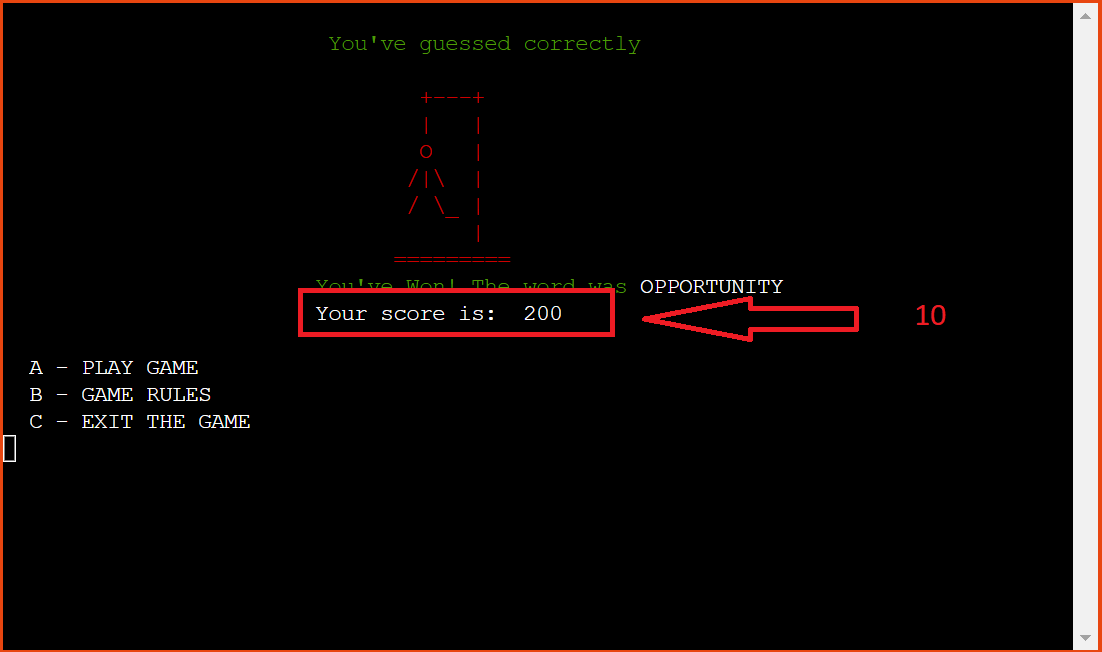 You've guessed correctly
+----+
|    |
O    |
/|\  |
/ \_ |
|
=========
You've Won! The word was OPPORTUNITY
Your score is: 200
10
A - PLAY GAME
B - GAME RULES
C - EXIT THE GAME